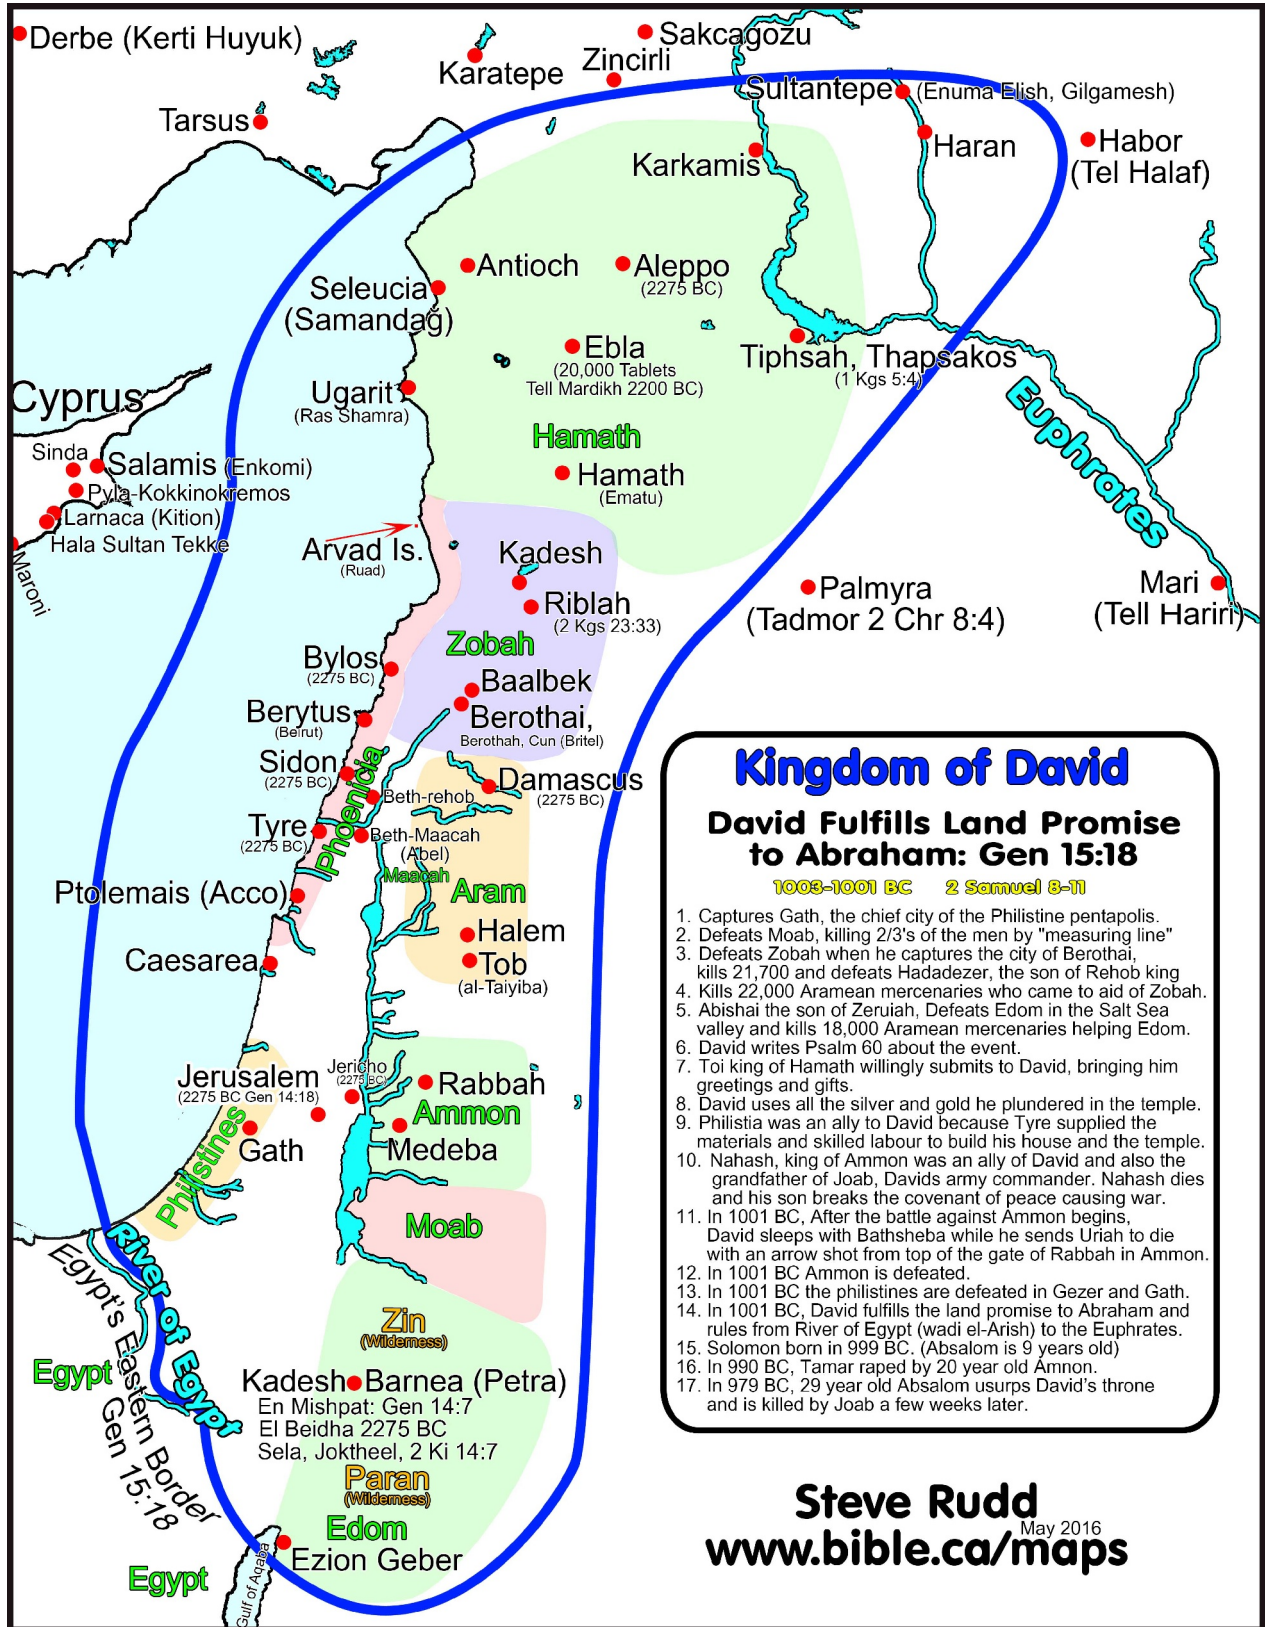 Derbe (Kerti Huyuk)
Sakcagozu
Karatepe
Zincirli
Sultantepe
(Enuma Elish, Gilgamesh)
Tarsus
Haran
Habor
(Tel Halaf)
Karkamis
Antioch
Aleppo
(2275 BC)
Seleucia
(Samandağ)
Ebla
(20,000 Tablets
Tell Mardikh 2200 BC)
Tiphsah, Thapsakos
(1 Kgs 5:4)
Ugarit
(Ras Shamra)
Cyprus
Euphrates
Hamath
Hamath
(Ematu)
Sinda
Salamis (Enkomi)
Pyla-Kokkinokremos
Larnaca (Kition)
Hala Sultan Tekke
Maroni
Arvad Is.
(Ruad)
Kadesh
Riblah
(2 Kgs 23:33)
Palmyra
(Tadmor 2 Chr 8:4)
Mari
(Tell Hariri)
Zobah
Bylos
(2275 BC)
Baalbek
Berothai,
Berothah, Cun (Britel)
Berytus
(Beirut)
Sidon
(2275 BC)
Phoenicia
Damascus
(2275 BC)
Beth-rehob
Tyre
(2275 BC)
Beth-Maacah
(Abel)
Maacah
Aram
Ptolemais (Acco)
Halem
Caesarea
Tob
(al-Taiyiba)
Jericho
(2275 BC)
Jerusalem
(2275 BC Gen 14:18)
Rabbah
Ammon
Philistines
Gath
Medeba
Moab
River of Egypt
Egypt's Eastern Border
Gen 15:18
Zin
(Wilderness)
Egypt
Kadesh Barnea (Petra)
En Mishpat: Gen 14:7
El Beidha 2275 BC
Sela, Joktheel, 2 Ki 14:7
Paran
(Wilderness)
Edom
Ezion Geber
Egypt
Gulf of Aqaba
Kingdom of David
David Fulfills Land Promise
to Abraham: Gen 15:18
1003-1001 BC 2 Samuel 8-11
1. Captures Gath, the chief city of the Philistine pentapolis.
2. Defeats Moab, killing 2/3's of the men by "measuring line"
3. Defeats Zobah when he captures the city of Berothai,
kills 21,700 and defeats Hadadezer, the son of Rehob king
4. Kills 22,000 Aramean mercenaries who came to aid of Zobah.
5. Abishai the son of Zeruiah, Defeats Edom in the Salt Sea
valley and kills 18,000 Aramean mercenaries helping Edom.
6. David writes Psalm 60 about the event.
7. Toi king of Hamath willingly submits to David, bringing him
greetings and gifts.
8. David uses all the silver and gold he plundered in the temple.
9. Philistia was an ally to David because Tyre supplied the
materials and skilled labour to build his house and the temple.
10. Nahash, king of Ammon was an ally of David and also the
grandfather of Joab, Davids army commander. Nahash dies
and his son breaks the covenant of peace causing war.
11. In 1001 BC, After the battle against Ammon begins,
David sleeps with Bathsheba while he sends Uriah to die
with an arrow shot from top of the gate of Rabbah in Ammon.
12. In 1001 BC Ammon is defeated.
13. In 1001 BC the philistines are defeated in Gezer and Gath.
14. In 1001 BC, David fulfills the land promise to Abraham and
rules from River of Egypt (wadi el-Arish) to the Euphrates.
15. Solomon born in 999 BC. (Absalom is 9 years old)
16. In 990 BC, Tamar raped by 20 year old Amnon.
17. In 979 BC, 29 year old Absalom usurps David's throne
and is killed by Joab a few weeks later.
Steve Rudd
May 2016
www.bible.ca/maps